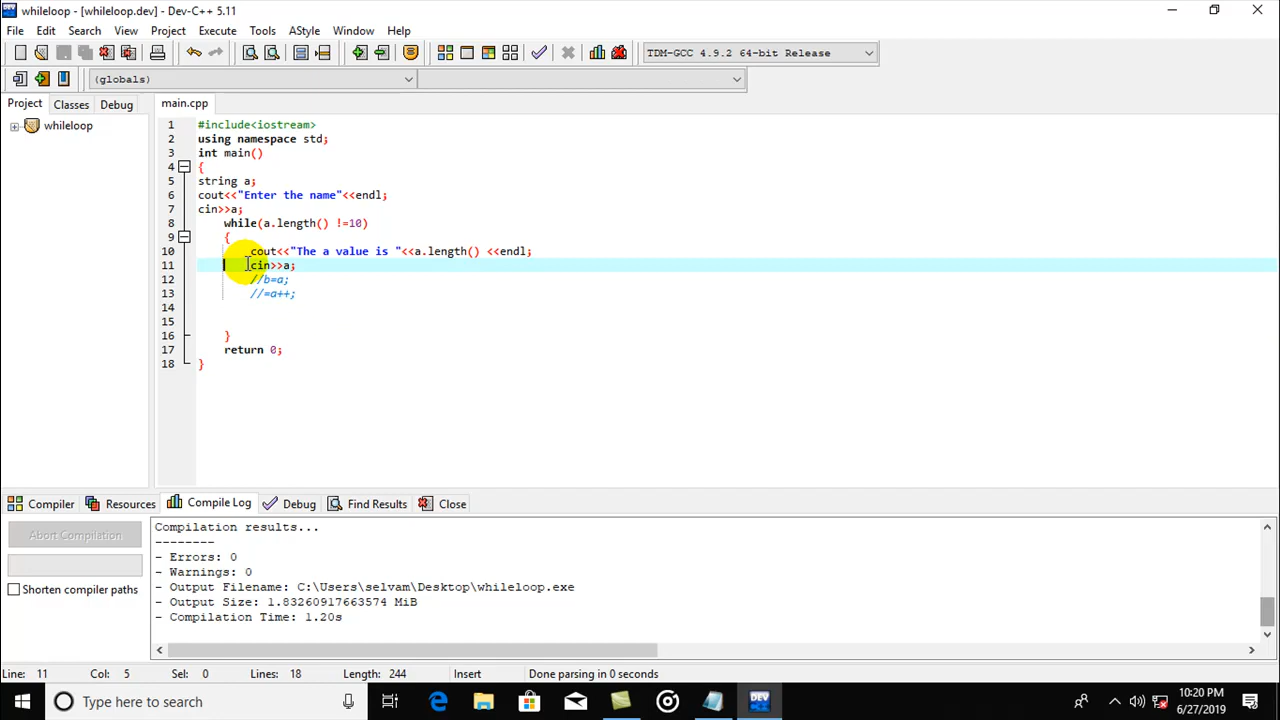 whileloop - [whileloop.dev] - Dev-C++ 5.11
File Edit Search View Project Execute Tools AStyle Window Help
TDM-GCC 4.9.2 64-bit Release
(globals)
Project Classes Debug main.cpp
whileloop
1 #include<iostream>
2 using namespace std;
3 int main()
4 {
5 string a;
6 cout<<"Enter the name"<<endl;
7 cin>>a;
8 while(a.length() !=10)
9 {
10 cout<<"The a value is "<<a.length() <<endl;
11 cin>>a;
12 //b=a;
13 //=a++;
14
15
16 }
17 return 0;
18 }
Compiler Resources Compile Log Debug Find Results Close
Abort Compilation
Shorten compiler paths
Compilation results...
--------
- Errors: 0
- Warnings: 0
- Output Filename: C:\Users\selvam\Desktop\whileloop.exe
- Output Size: 1.83260917663574 MiB
- Compilation Time: 1.20s
Line: 11 Col: 5 Sel: 0 Lines: 18 Length: 244 Insert Done parsing in 0 seconds
Type here to search
DEV
10:20 PM
6/27/2019